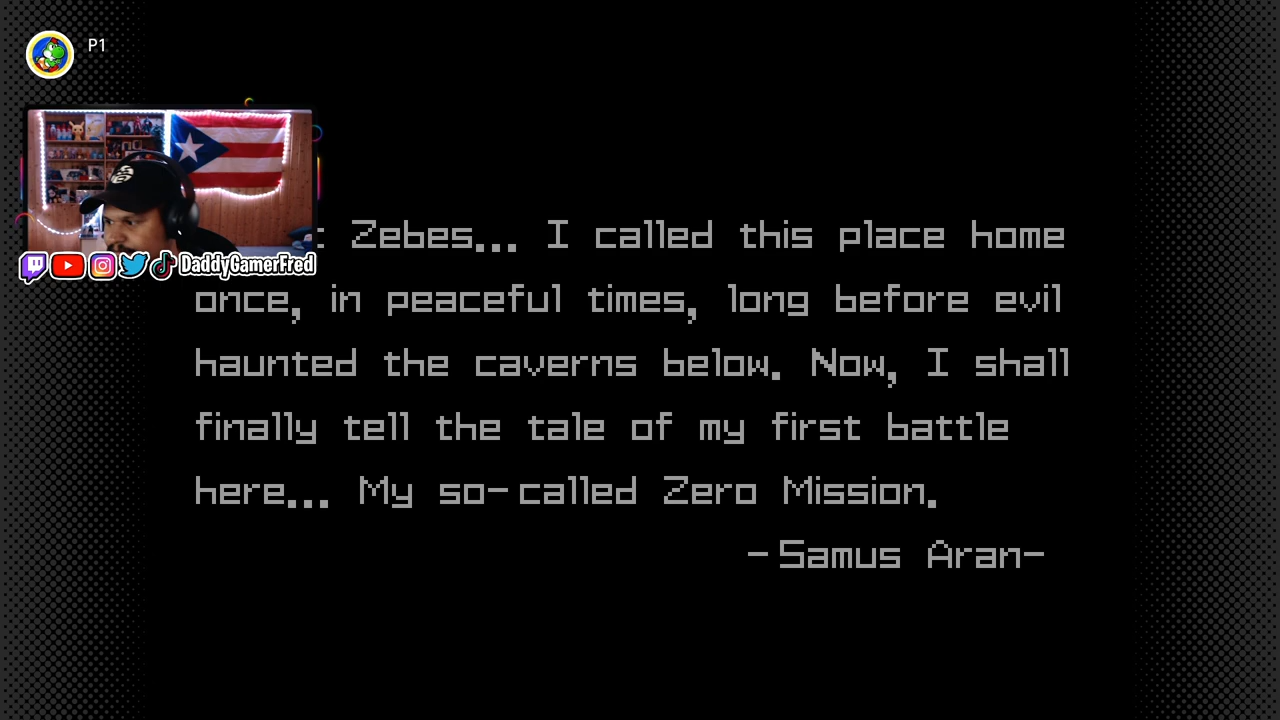 P1
DaddyGamerFred
: Zebes... I called this place home
once, in peaceful times, long before evil
haunted the caverns below. Now, I shall
finally tell the tale of my first battle
here... My so-called Zero Mission.
-Samus Aran-